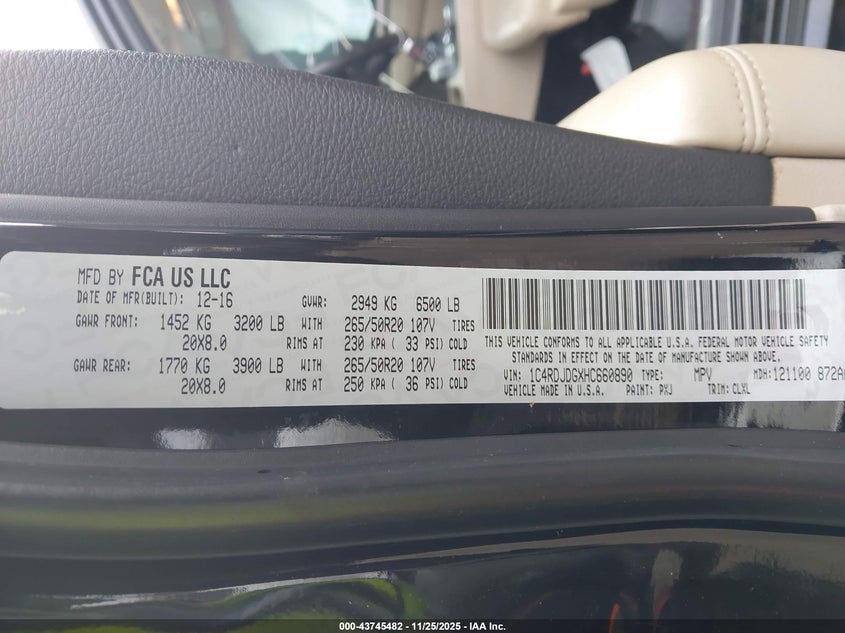 MFD BY FCA US LLC
DATE OF MFR(BUILT): 12-16 GVWR: 2949 KG 6500 LB
GAWR FRONT: 1452 KG 3200 LB WITH 265/50R20 107V TIRES
20X8.0 RIMS AT 230 KPA ( 33 PSI) COLD
GAWR REAR: 1770 KG 3900 LB WITH 265/50R20 107V TIRES
20X8.0 RIMS AT 250 KPA ( 36 PSI) COLD
THIS VEHICLE CONFORMS TO ALL APPLICABLE U.S.A. FEDERAL MOTOR VEHICLE SAFETY
STANDARDS IN EFFECT ON THE DATE OF MANUFACTURE SHOWN ABOVE.
VIN: 1C4RDJDGXHC660890 TYPE: MPV MDH: 121100 872A
VEHICLE MADE IN U.S.A. PAINT: PXJ TRIM: CLXL
000-43745482 - 11/25/2025 - IAA Inc.